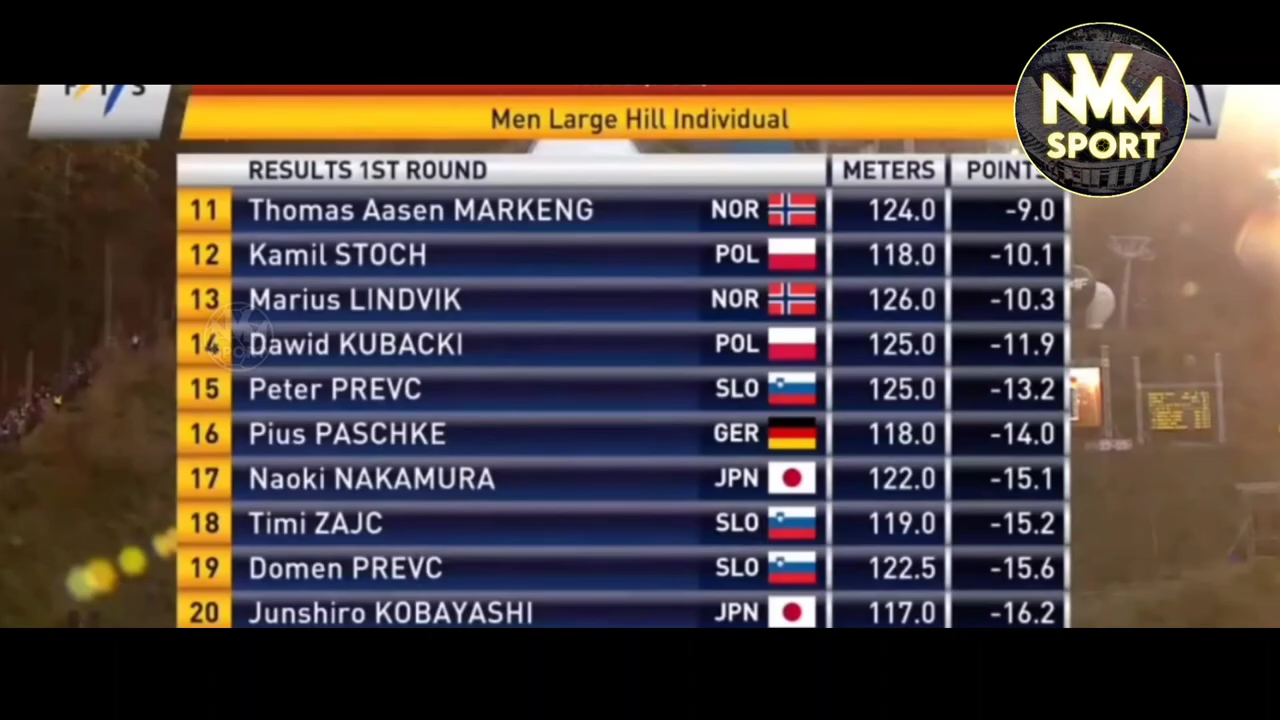 FIS
Men Large Hill Individual
NVM
SPORT
RESULTS 1ST ROUND METERS POINTS
11 Thomas Aasen MARKENG NOR 124.0 -9.0
12 Kamil STOCH POL 118.0 -10.1
13 Marius LINDVIK NOR 126.0 -10.3
14 Dawid KUBACKI POL 125.0 -11.9
15 Peter PREVC SLO 125.0 -13.2
16 Pius PASCHKE GER 118.0 -14.0
17 Naoki NAKAMURA JPN 122.0 -15.1
18 Timi ZAJC SLO 119.0 -15.2
19 Domen PREVC SLO 122.5 -15.6
20 Junshiro KOBAYASHI JPN 117.0 -16.2